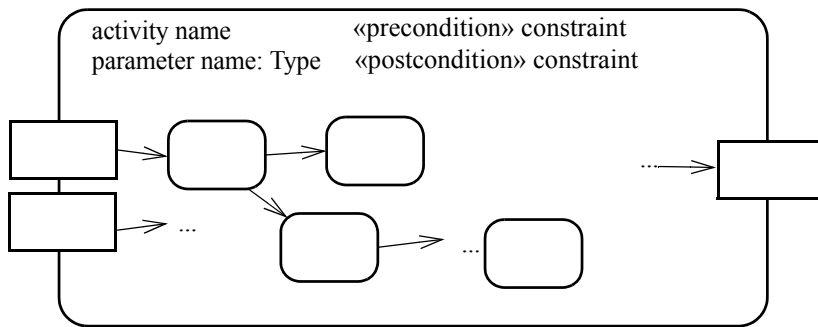 activity name «precondition» constraint
parameter name: Type «postcondition» constraint
...
...
...